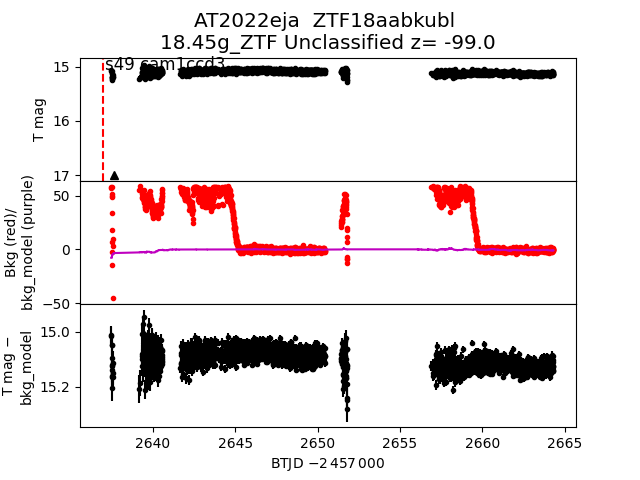 AT2022eja  ZTF18aabkubl
18.45g_ZTF Unclassified z= -99.0
s49 cam1ccd3
T mag
15
16
17
Bkg (red)/
bkg_model (purple)
50
0
−50
T mag −
bkg_model
15.0
15.2
2640
2645
2650
2655
2660
2665
BTJD −2 457 000